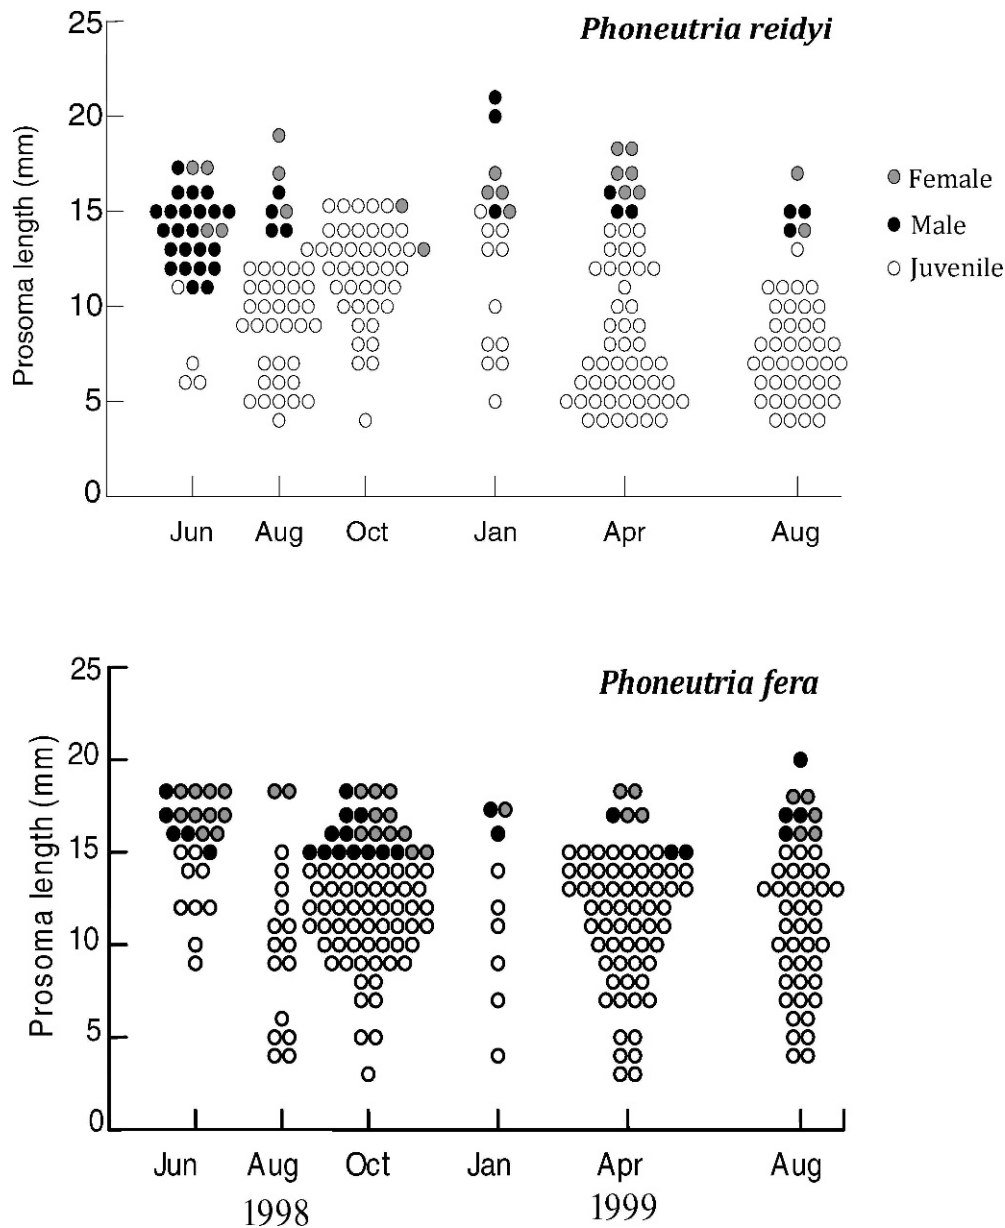 Phoneutria reidyi
25
20
15
10
5
0
Prosoma length (mm)
Female
Male
Juvenile
Jun Aug Oct Jan Apr Aug
Phoneutria fera
25
20
15
10
5
0
Prosoma length (mm)
Jun Aug Oct Jan Apr Aug
1998 1999